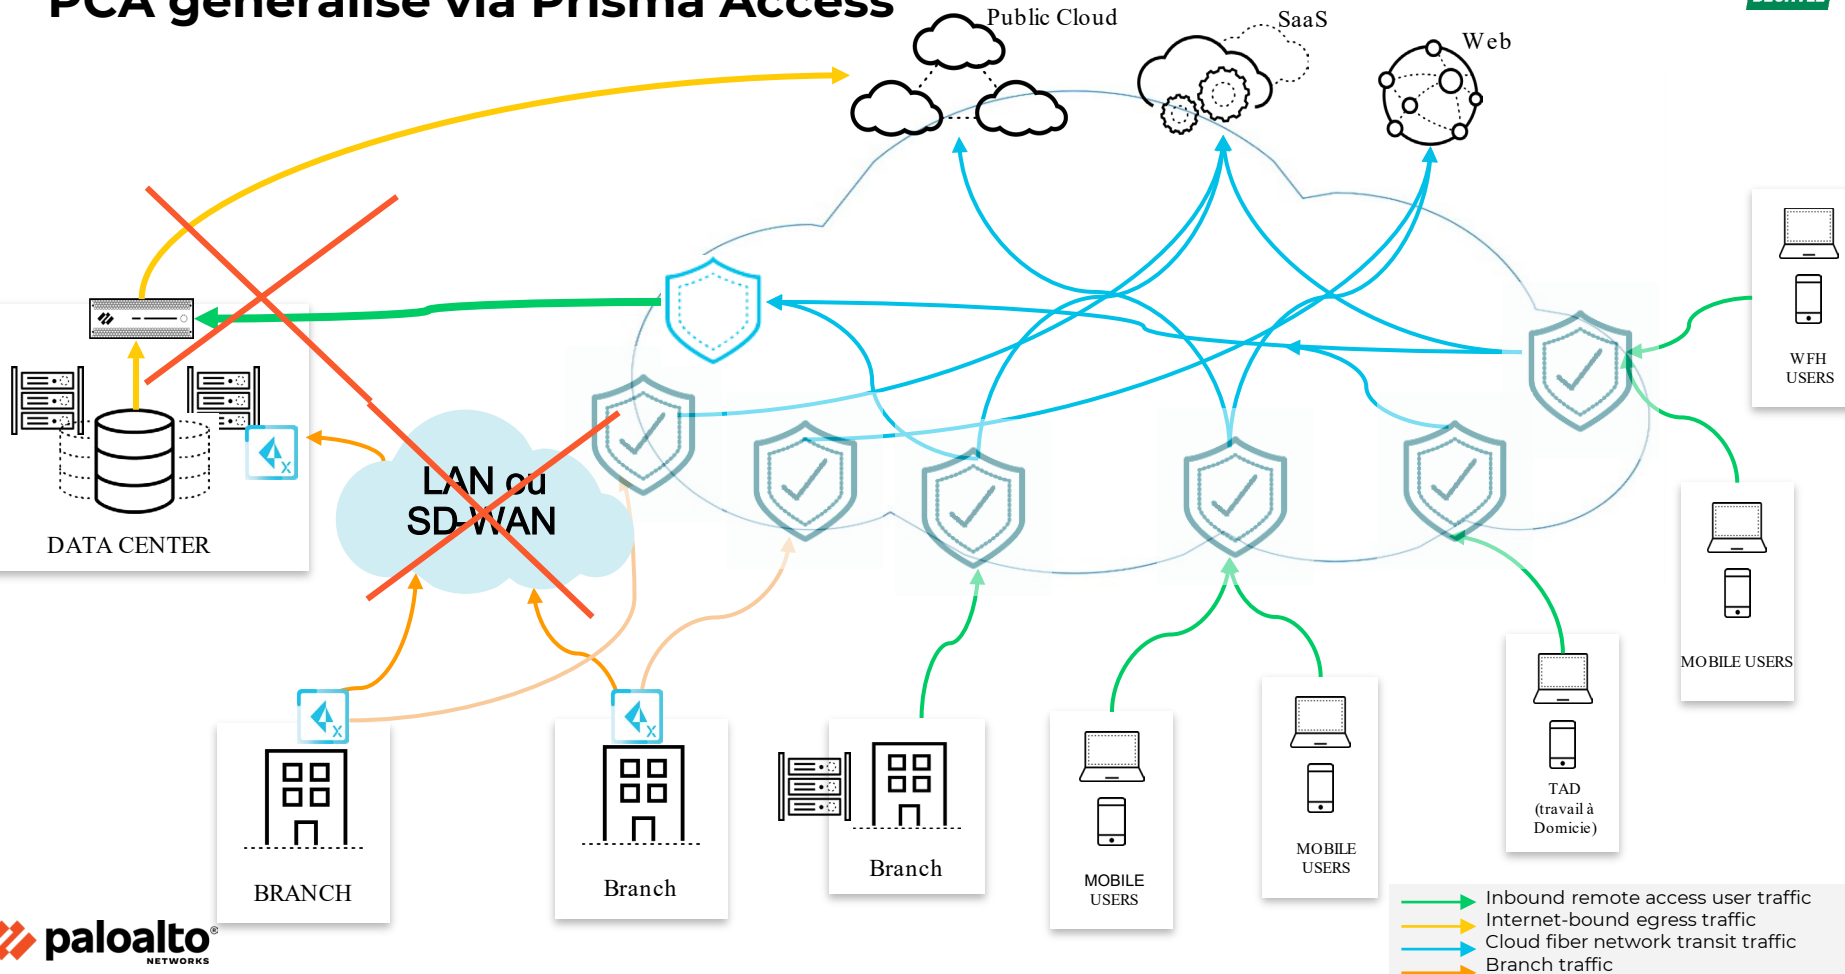 PCA généralisé via Prisma Access
BECHTLE
Public Cloud
SaaS
Web
WFH
USERS
LAN ou
SD-WAN
X
DATA CENTER
MOBILE USERS
X
X
TAD
(travail à
Domicie)
MOBILE
USERS
Branch
MOBILE
USERS
Branch
BRANCH
Inbound remote access user traffic
Internet-bound egress traffic
Cloud fiber network transit traffic
Branch traffic
paloalto®
NETWORKS